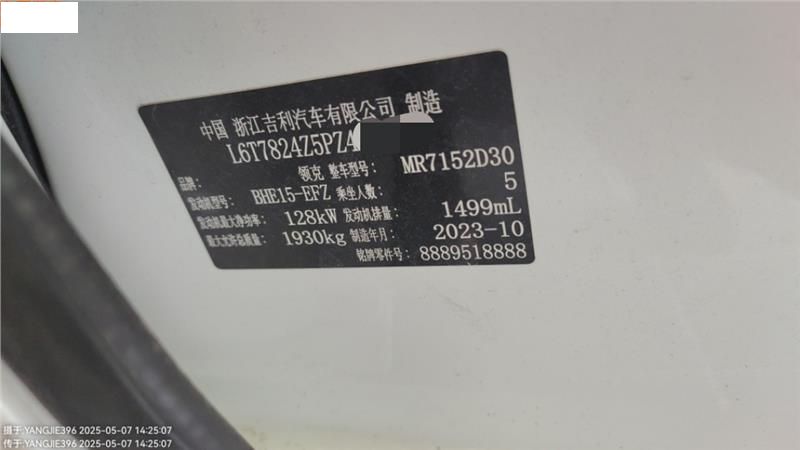 中国 浙江吉利汽车有限公司 制造
L6T7824Z5PZ4
品牌: 领克 整车型号: MR7152D30
发动机型号: BHE15-EFZ 乘坐人数: 5
发动机最大净功率: 128kW 发动机排量: 1499mL
最大允许总质量: 1930kg 制造年月: 2023-10
铭牌零件号: 8889518888
摄于:YANGJIE396 2025-05-07 14:25:07
传于:YANGJIE396 2025-05-07 14:25:07